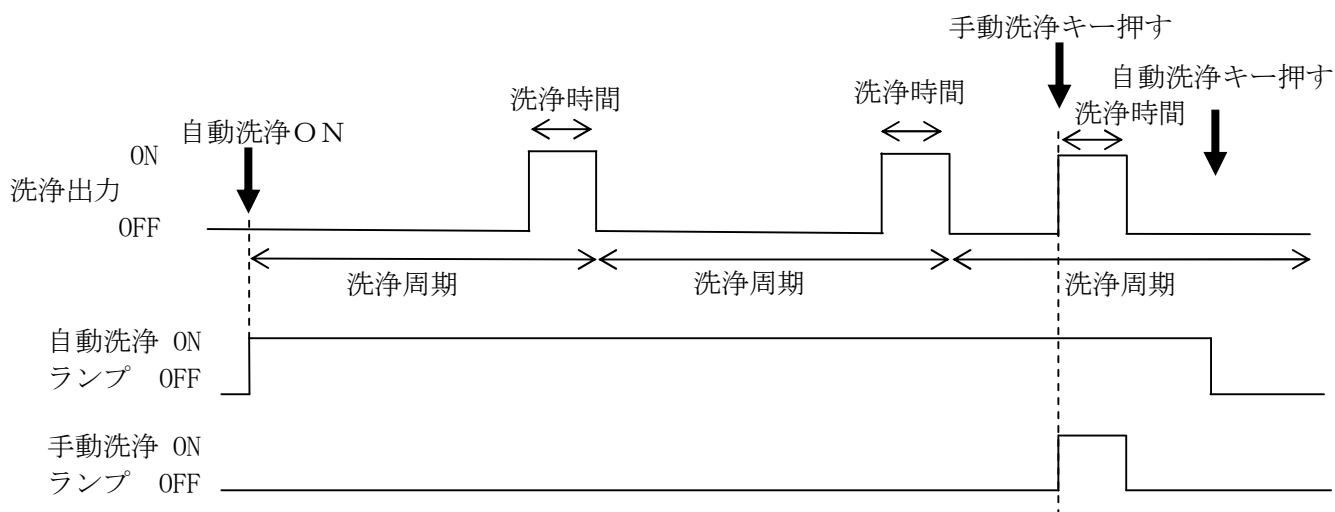 手動洗浄キー押す
自動洗浄キー押す
洗浄時間
洗浄時間
洗浄時間
自動洗浄ON
ON
洗浄出力
OFF
洗浄周期
洗浄周期
洗浄周期
自動洗浄 ON
ランプ OFF
手動洗浄 ON
ランプ OFF